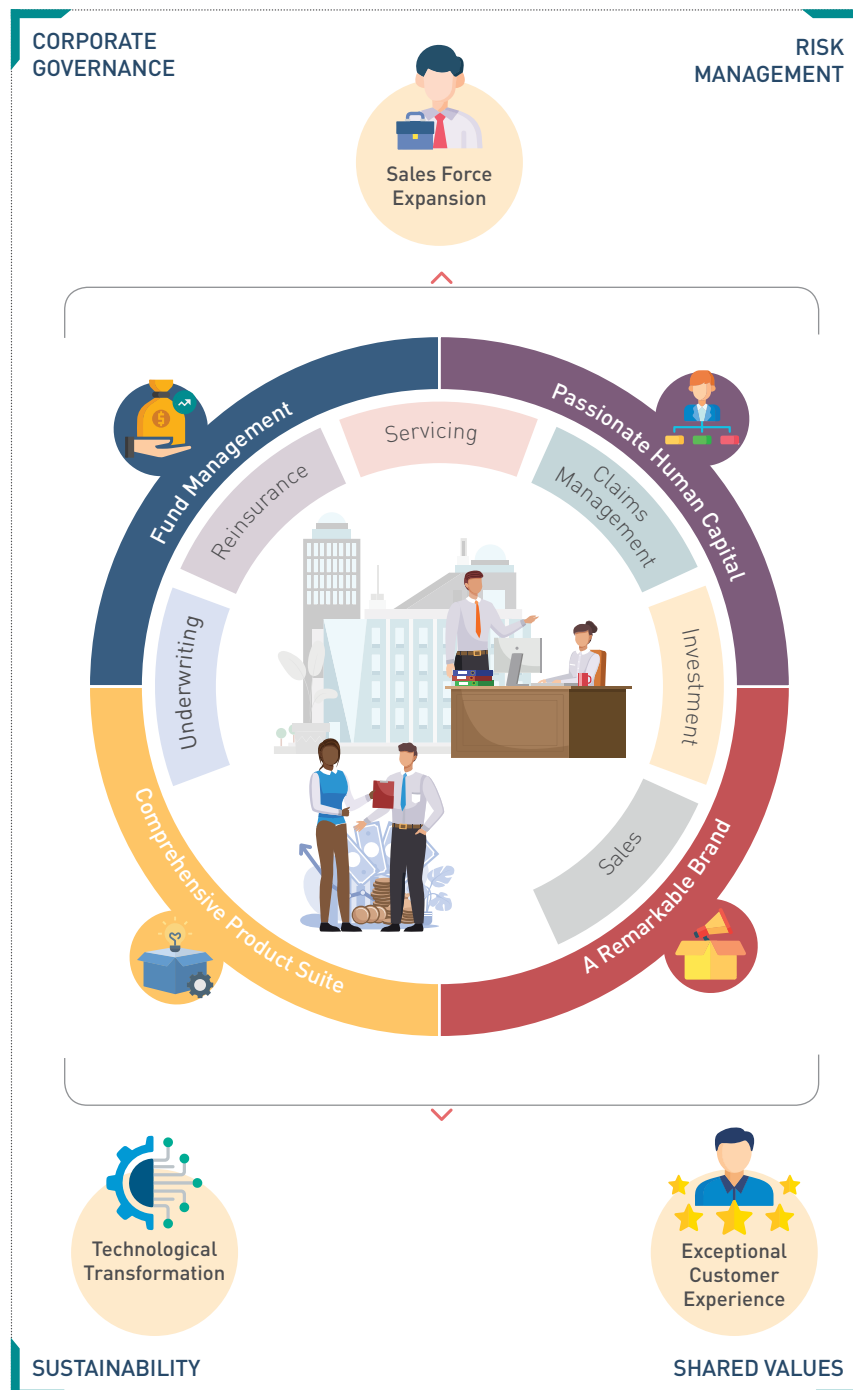 CORPORATE
GOVERNANCE
RISK
MANAGEMENT
Sales Force
Expansion
Fund Management
Passionate Human Capital
Servicing
Reinsurance
Claims
Management
Underwriting
Investment
Sales
Comprehensive Product Suite
A Remarkable Brand
Technological
Transformation
Exceptional
Customer
Experience
SUSTAINABILITY
SHARED VALUES